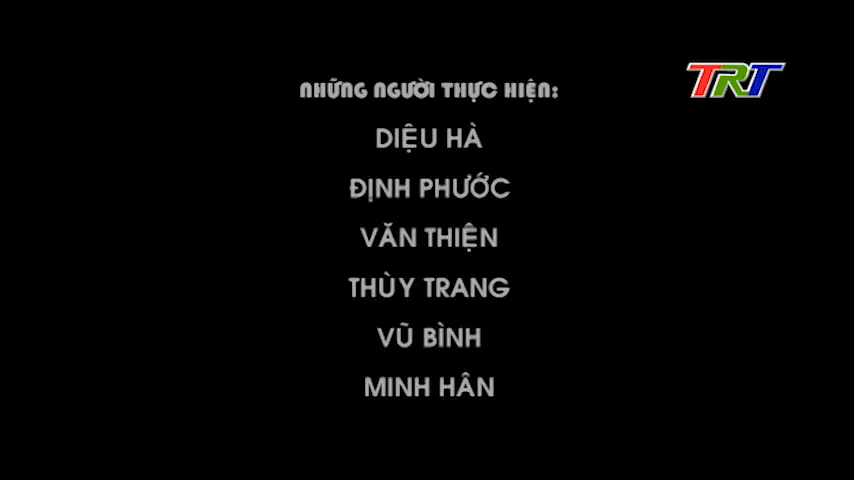 NHỮNG NGƯỜI THỰC HIỆN:
TRT
DIỆU HÀ
ĐỊNH PHƯỚC
VĂN THIỆN
THÙY TRANG
VŨ BÌNH
MINH HÂN